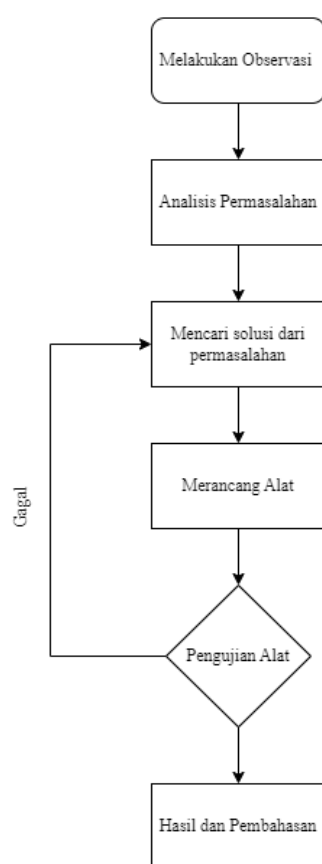 Melakukan Observasi
Analisis Permasalahan
Mencari solusi dari
permasalahan
Merancang Alat
Gagal
Pengujian Alat
Hasil dan Pembahasan